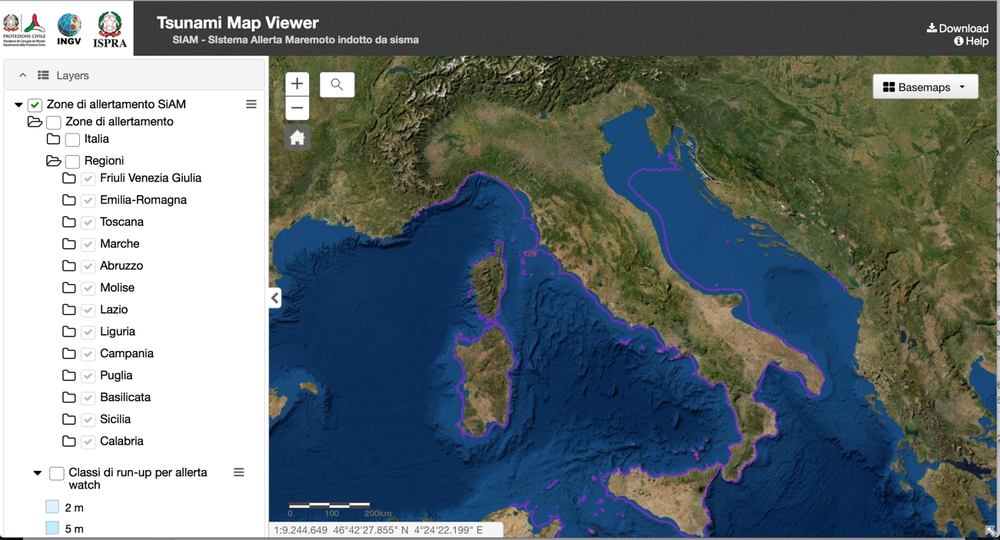 PROTEZIONE CIVILE
Presidenza del Consiglio dei Ministri
Dipartimento della Protezione Civile
INGV
ISPRA
Tsunami Map Viewer
SIAM - SIstema Allerta Maremoto indotto da sisma
Download
Help
Layers
Zone di allertamento SiAM
Zone di allertamento
Italia
Regioni
Friuli Venezia Giulia
Emilia-Romagna
Toscana
Marche
Abruzzo
Molise
Lazio
Liguria
Campania
Puglia
Basilicata
Sicilia
Calabria
Classi di run-up per allerta
watch
2 m
5 m
Basemaps
0 100 200km
1:9.244.649 46°42'27.855" N 4°24'22.199" E